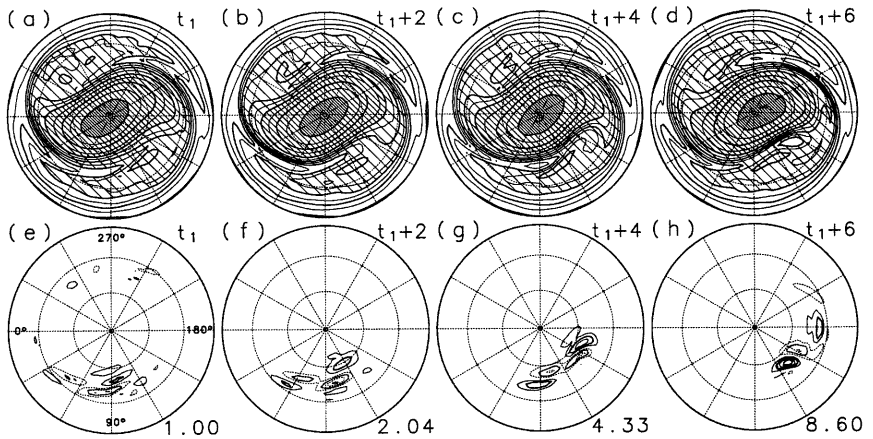 (a) t₁ (b) t₁+2 (c) t₁+4 (d) t₁+6
(e) t₁ (f) t₁+2 (g) t₁+4 (h) t₁+6
270°
0° 180°
90°
1.00 2.04 4.33 8.60